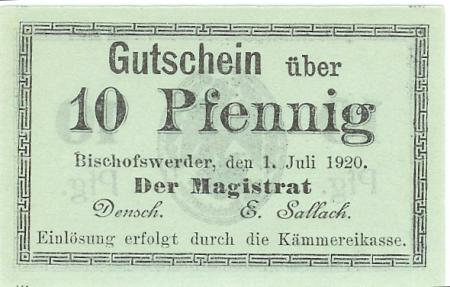 Gutschein über
10 Pfennig
Bischofswerder, den 1. Juli 1920.
Der Magistrat
Densch. E. Sallach.
Einlösung erfolgt durch die Kämmereikasse.